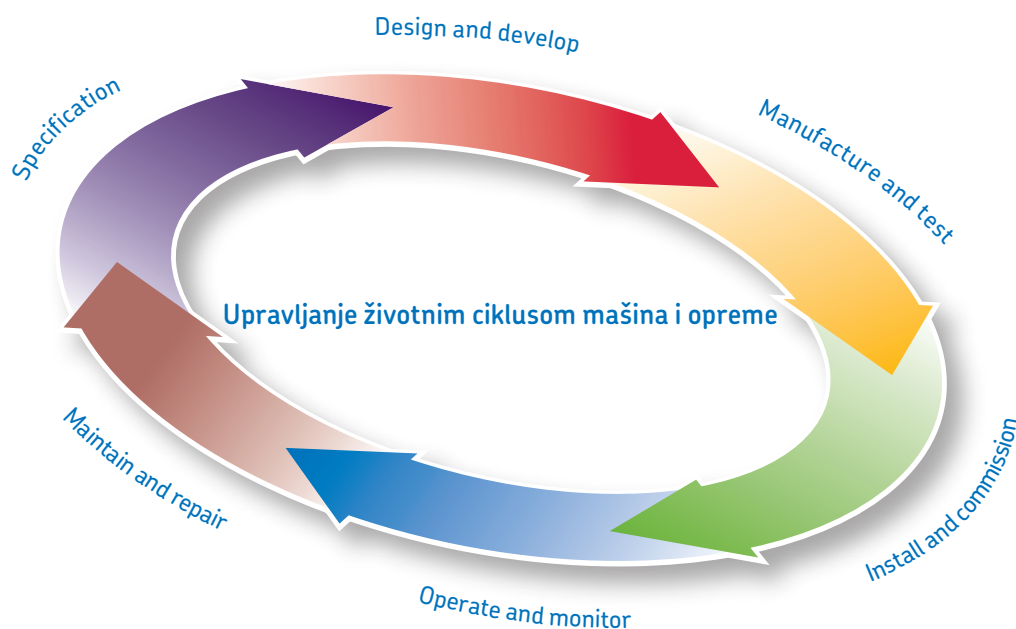 Design and develop
Specification
Manufacture and test
Upravljanje životnim ciklusom mašina i opreme
Maintain and repair
Install and commission
Operate and monitor